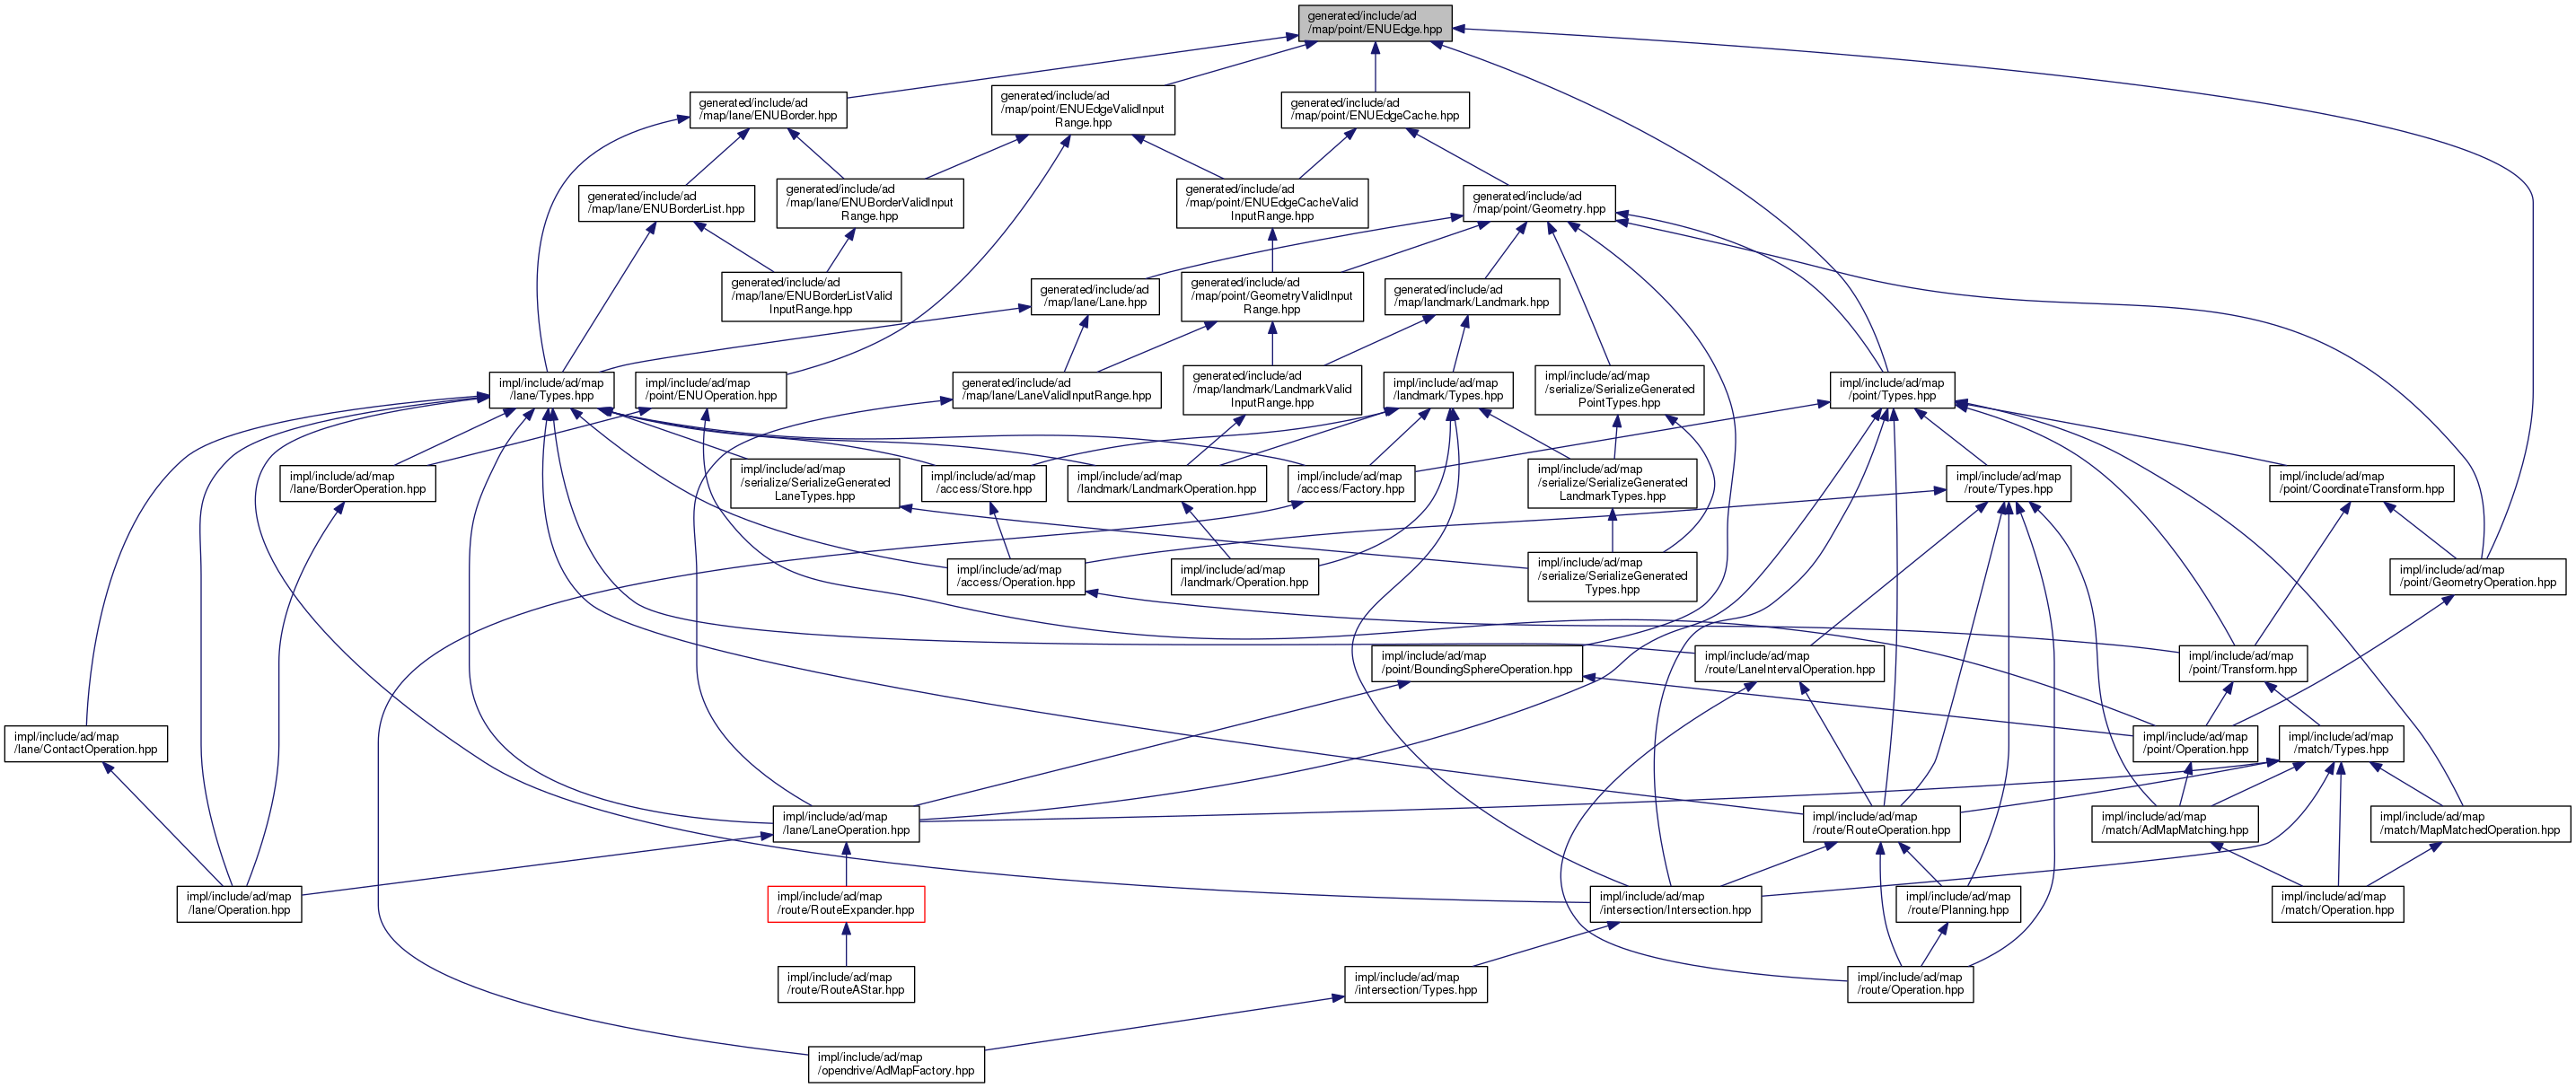 generated/include/ad
/map/point/ENUEdge.hpp
generated/include/ad
/map/lane/ENUBorder.hpp
generated/include/ad
/map/point/ENUEdgeValidInput
Range.hpp
generated/include/ad
/map/point/ENUEdgeCache.hpp
generated/include/ad
/map/lane/ENUBorderList.hpp
generated/include/ad
/map/lane/ENUBorderValidInput
Range.hpp
generated/include/ad
/map/point/ENUEdgeCacheValid
InputRange.hpp
generated/include/ad
/map/point/Geometry.hpp
generated/include/ad
/map/lane/ENUBorderListValid
InputRange.hpp
generated/include/ad
/map/lane/Lane.hpp
generated/include/ad
/map/point/GeometryValidInput
Range.hpp
generated/include/ad
/map/landmark/Landmark.hpp
impl/include/ad/map
/lane/Types.hpp
impl/include/ad/map
/point/ENUOperation.hpp
generated/include/ad
/map/lane/LaneValidInputRange.hpp
generated/include/ad
/map/landmark/LandmarkValid
InputRange.hpp
impl/include/ad/map
/landmark/Types.hpp
impl/include/ad/map
/serialize/SerializeGenerated
PointTypes.hpp
impl/include/ad/map
/point/Types.hpp
impl/include/ad/map
/lane/BorderOperation.hpp
impl/include/ad/map
/serialize/SerializeGenerated
LaneTypes.hpp
impl/include/ad/map
/access/Store.hpp
impl/include/ad/map
/landmark/LandmarkOperation.hpp
impl/include/ad/map
/access/Factory.hpp
impl/include/ad/map
/serialize/SerializeGenerated
LandmarkTypes.hpp
impl/include/ad/map
/route/Types.hpp
impl/include/ad/map
/point/CoordinateTransform.hpp
impl/include/ad/map
/access/Operation.hpp
impl/include/ad/map
/landmark/Operation.hpp
impl/include/ad/map
/serialize/SerializeGenerated
Types.hpp
impl/include/ad/map
/point/GeometryOperation.hpp
impl/include/ad/map
/point/BoundingSphereOperation.hpp
impl/include/ad/map
/route/LaneIntervalOperation.hpp
impl/include/ad/map
/point/Transform.hpp
impl/include/ad/map
/lane/ContactOperation.hpp
impl/include/ad/map
/point/Operation.hpp
impl/include/ad/map
/match/Types.hpp
impl/include/ad/map
/lane/LaneOperation.hpp
impl/include/ad/map
/route/RouteOperation.hpp
impl/include/ad/map
/match/AdMapMatching.hpp
impl/include/ad/map
/match/MapMatchedOperation.hpp
impl/include/ad/map
/lane/Operation.hpp
impl/include/ad/map
/route/RouteExpander.hpp
impl/include/ad/map
/intersection/Intersection.hpp
impl/include/ad/map
/route/Planning.hpp
impl/include/ad/map
/match/Operation.hpp
impl/include/ad/map
/route/RouteAStar.hpp
impl/include/ad/map
/intersection/Types.hpp
impl/include/ad/map
/route/Operation.hpp
impl/include/ad/map
/opendrive/AdMapFactory.hpp